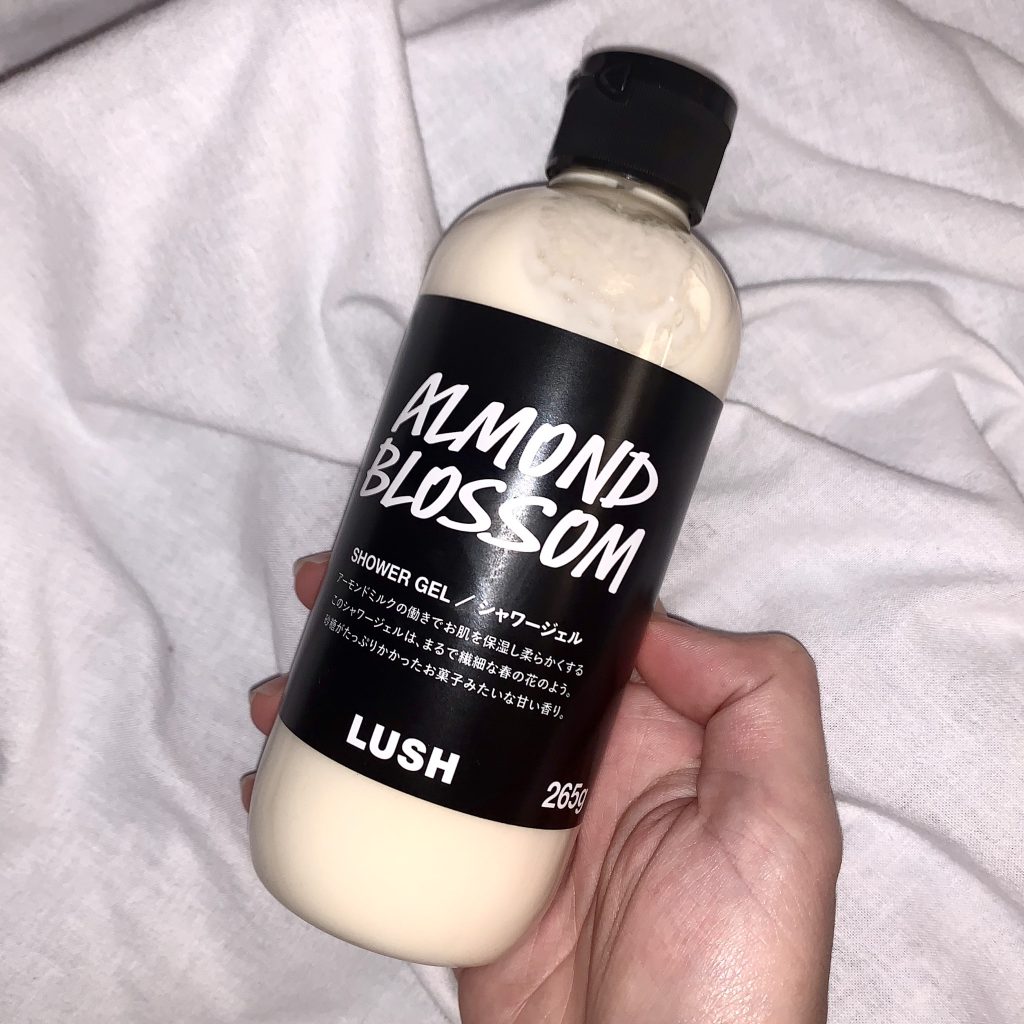 ALMOND
BLOSSOM
SHOWER GEL / シャワージェル
アーモンドミルクの働きでお肌を保湿し柔らかくする
このシャワージェルは、まるで繊細な春の花のよう。
砂糖がたっぷりかかったお菓子みたいな甘い香り。
LUSH
265g